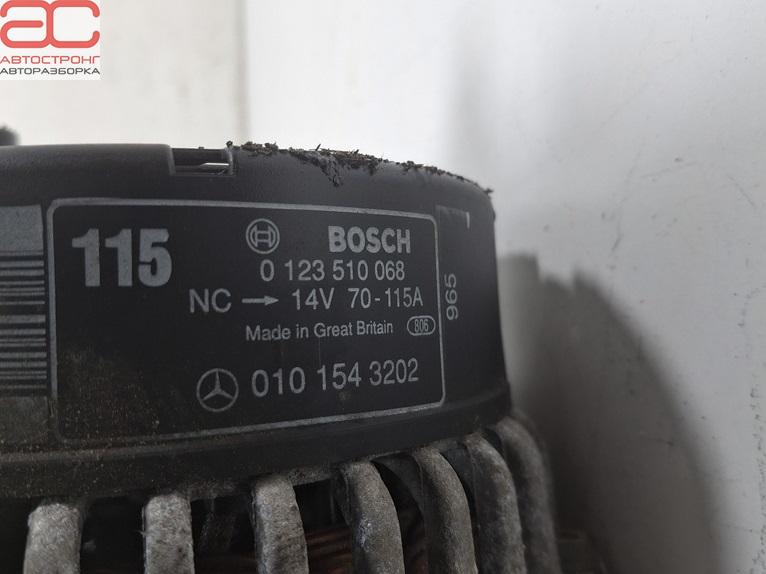 АС
АВТОСТРОНГ
АВТОРАЗБОРКА
115
BOSCH
0 123 510 068
NC → 14V 70-115A
Made in Great Britain 806
010 154 3202
965